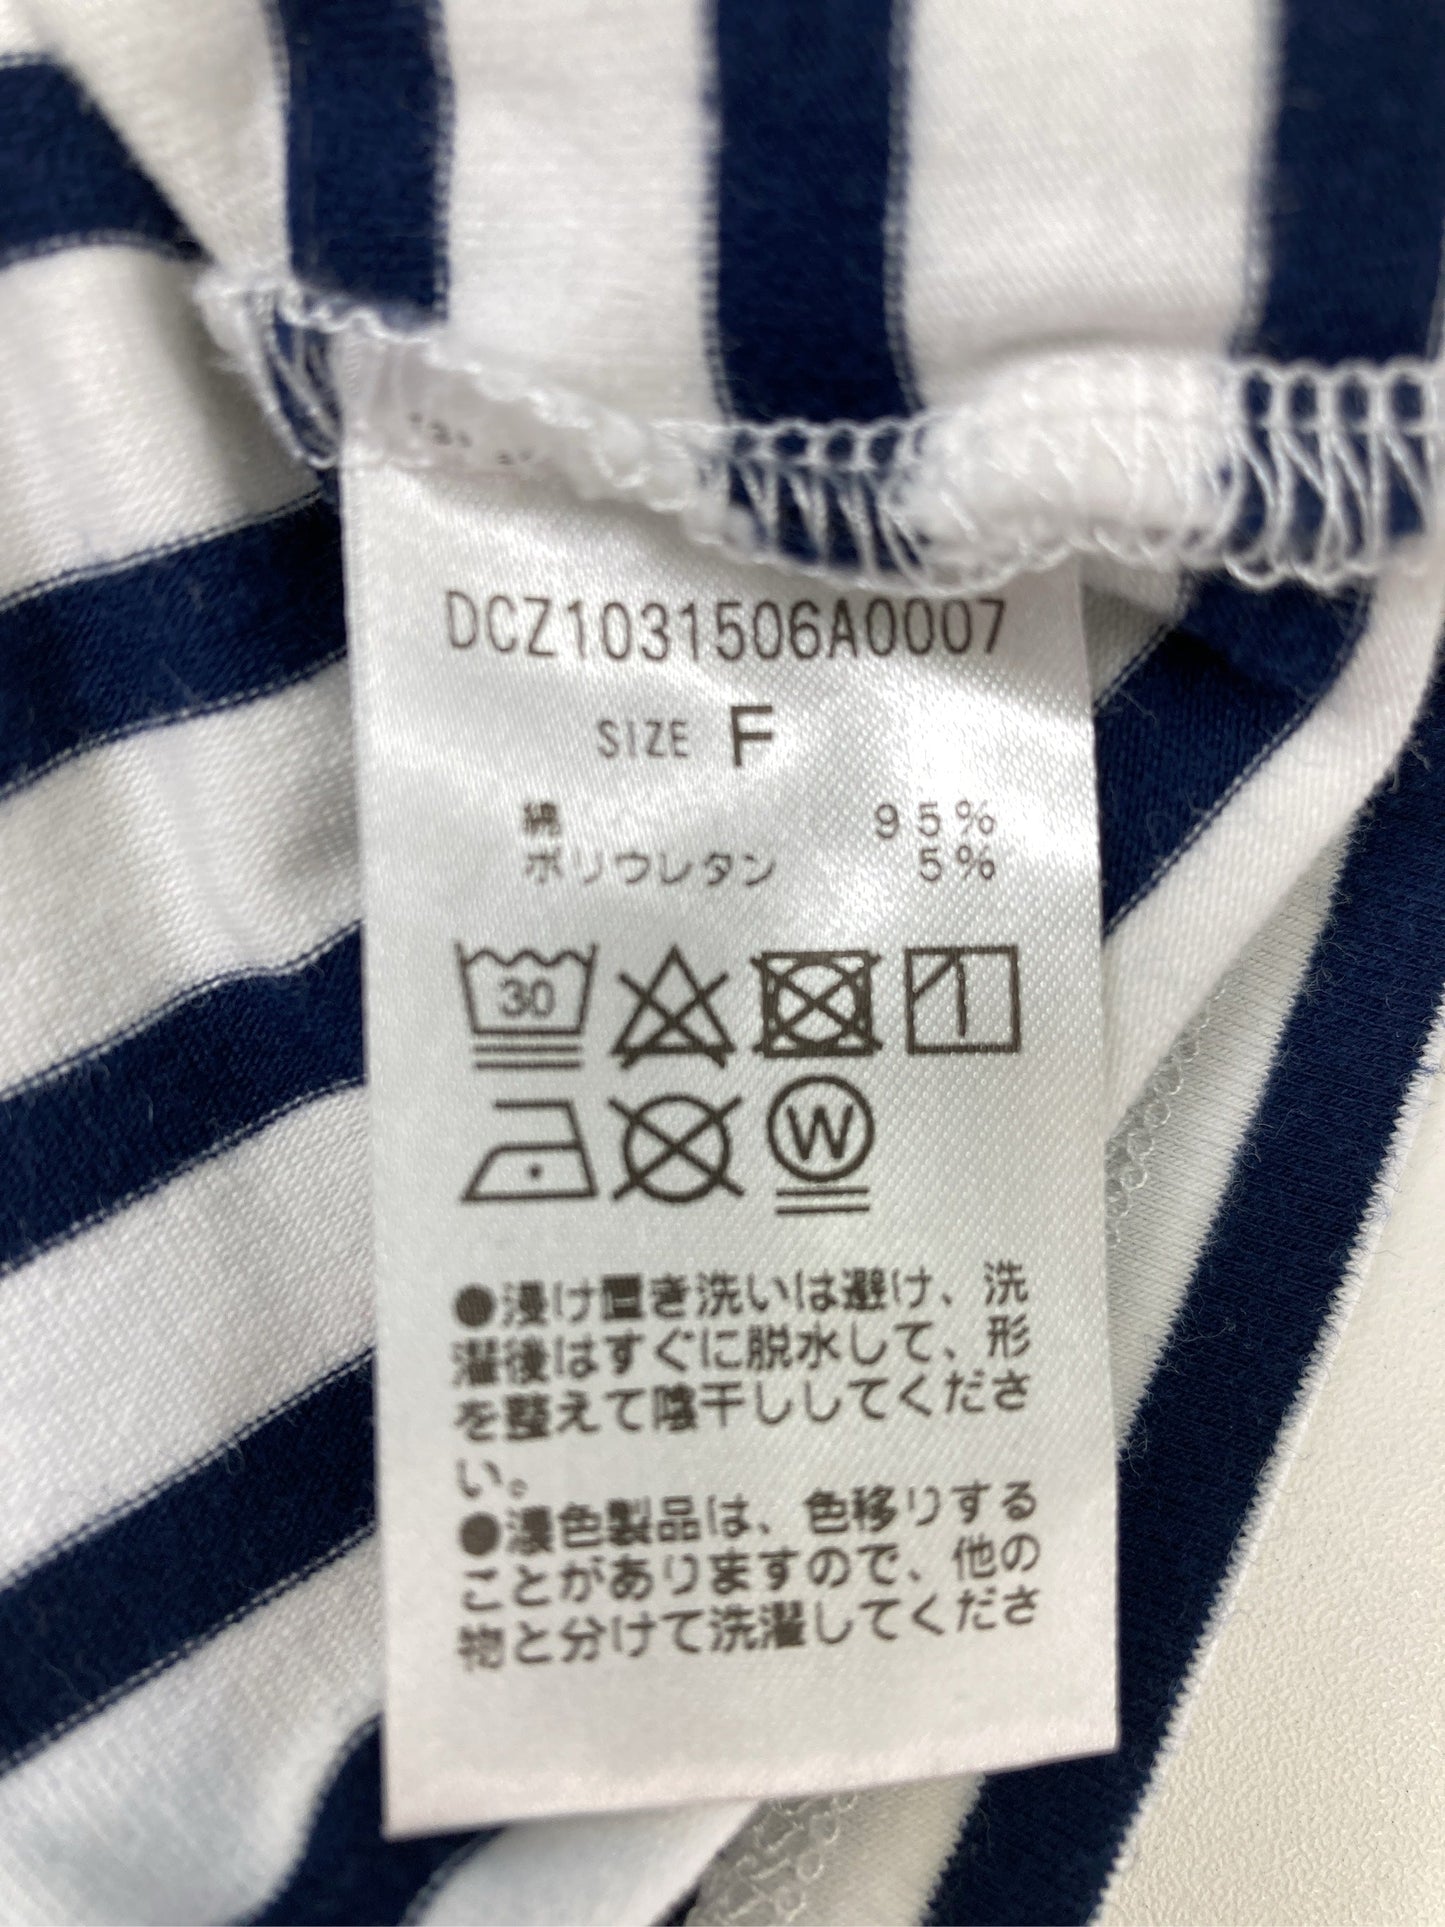 DCZ1031506A0007
SIZE F
綿 95%
ポリウレタン 5%
30
W
●浸け置き洗いは避け、洗
濯後はすぐに脱水して、形
を整えて陰干ししてくださ
い。
●濃色製品は、色移りする
ことがありますので、他の
物と分けて洗濯してくださ